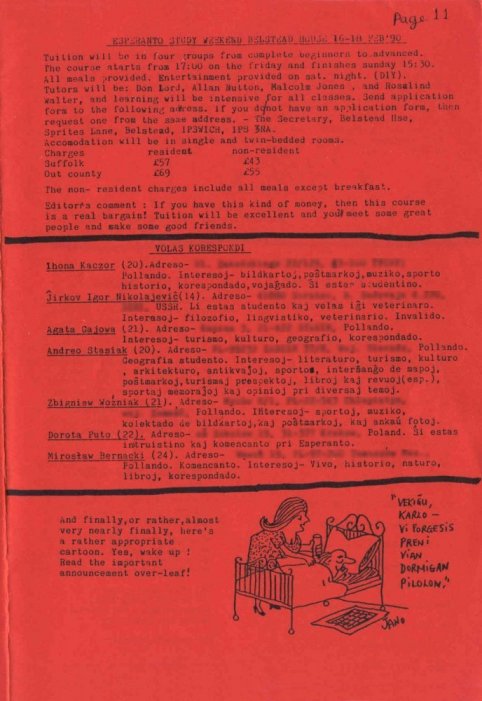 Page 11
ESPERANTO STUDY WEEKEND BELSTEAD HOUSE 16-18 FEB'90
Tuition will be in four groups from complete beginners to advanced.
The course starts from 17:00 on the friday and finishes sunday 15:30.
All meals provided. Entertainment provided on sat. night. (DIY).
Tutors will be: Don Lord, Allan Hutton, Malcolm Jones , and Rosalind
Walter, and learning will be intensive for all classes. Send application
form to the following adress. if you donot have an application form, then
request one from the same address. - The Secretary, Belstead Hse,
Sprites Lane, Belstead, IPSWICH, IP8 3NA.
Accomodation will be in single and twin-bedded rooms.
Charges resident non-resident
Suffolk £57 £43
Out county £69 £55
The non- resident charges include all meals except breakfast.
Editor's comment : If you have this kind of money, then this course
is a real bargain! Tuition will be excellent and you'll meet some great
people and make some good friends.
VOLAS KORESPONDI
Ihona Kaczor (20).Adreso-
Pollando. Interesoj- bildkartoj,poŝtmarkoj,muziko,sporto
historio, korespondado,vojaĝado. Ŝi estas studentino.
Ĵirkov Igor Nikolajeviĉ(14). Adreso-
USSR. Li estas studento kaj volas iĝi veterinaro.
Interesoj- filozofio, lingvistiko, veterinario. Invalido.
Agata Gajowa (21). Adreso- Pollando.
Interesoj- turismo, kulturo, geografio, korespondado.
Andreo Stasiak (20). Adreso- Pollando.
Geografia studento. Interesoj- literaturo, turismo, kulturo
, arkitekturo, antikvaĵoj, sportoj, interŝanĝo de mapoj,
poŝtmarkoj,turismaj prospektoj, libroj kaj revuoj(esp.),
sportaj memoraĵoj kaj opinioj pri diversaj temoj.
Zbigniew Woźniak (21). Adreso-
Pollando. Interesoj- sportoj, muziko,
kolektado de bildkartoj,kaj poŝtmarkoj, kaj ankaŭ fotoj.
Dorota Puto (22). Adreso- Poland. Ŝi estas
instruistino kaj komencanto pri Esperanto.
Mirosław Bernacki (24). Adreso-
Pollando. Komencanto. Interesoj- Vivo, historio, naturo,
libroj, korespondado.
And finally,or rather,almost
very nearly finally, here's
a rather appropriate
cartoon. Yes, wake up !
Read the important
announcement over-leaf!
"VEKIĜU,
KARLO -
VI FORGESIS
PRENI
VIAN
DORMIGAN
PILOLON."
JANO